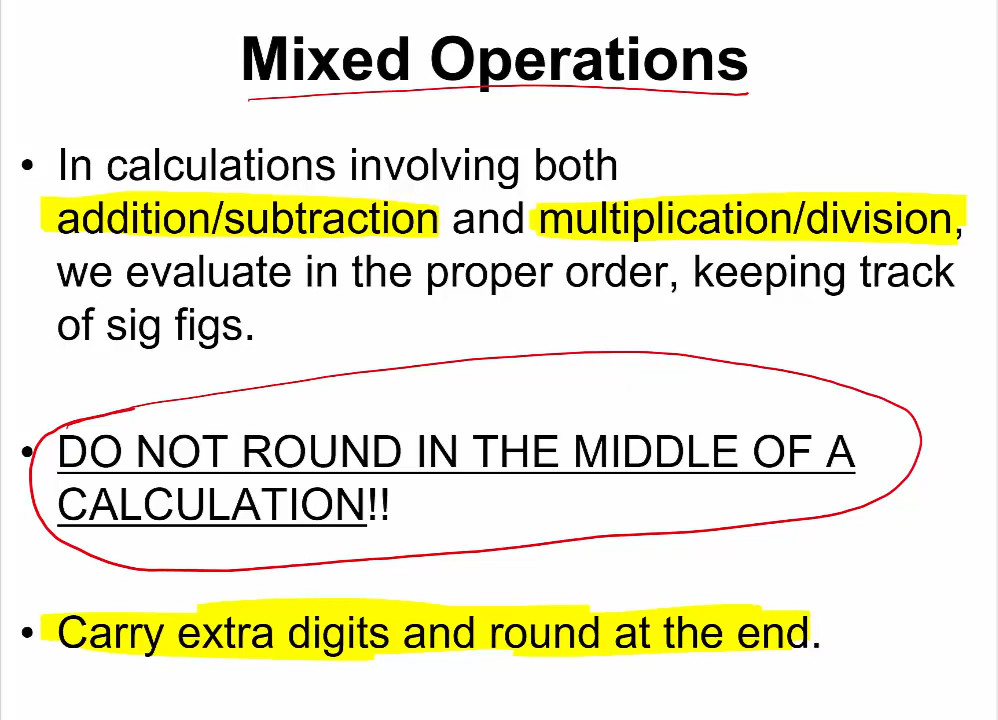 Mixed Operations
• In calculations involving both
addition/subtraction and multiplication/division,
we evaluate in the proper order, keeping track
of sig figs.
• DO NOT ROUND IN THE MIDDLE OF A
CALCULATION!!
• Carry extra digits and round at the end.